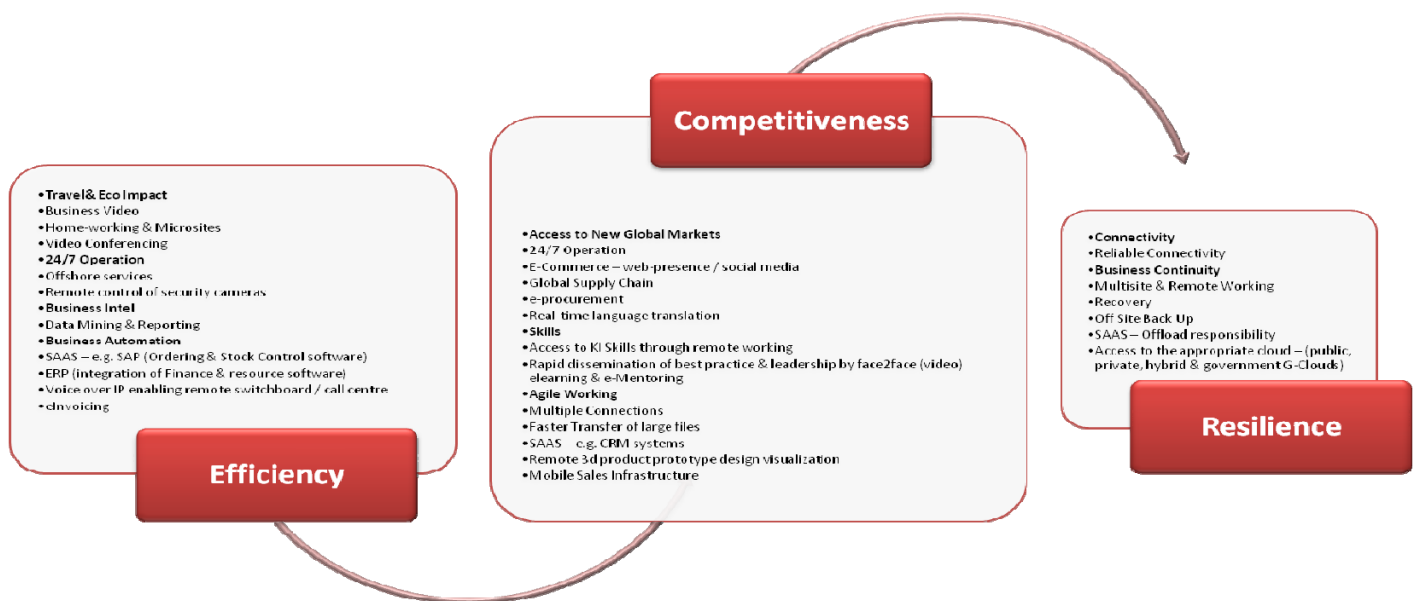 •Travel& Eco Impact
•Business Video
•Home-working & Microsites
•Video Conferencing
•24/7 Operation
•Offshore services
•Remote control of security cameras
•Business Intel
•Data Mining & Reporting
•Business Automation
•SAAS – e.g. SAP (Ordering & Stock Control software)
•ERP (integration of Finance & resource software)
•Voice over IP enabling remote switchboard / call centre
•eInvoicing
Efficiency
Competitiveness
•Access to New Global Markets
•24/7 Operation
•E-Commerce – web-presence / social media
•Global Supply Chain
•e-procurement
•Real-time language translation
•Skills
•Access to KI Skills through remote working
•Rapid dissemination of best practice & leadership by face2face (video)
elearning & e-Mentoring
•Agile Working
•Multiple Connections
•Faster Transfer of large files
•SAAS – e.g. CRM systems
•Remote 3d product prototype design visualization
•Mobile Sales Infrastructure
•Connectivity
•Reliable Connectivity
•Business Continuity
•Multisite & Remote Working
•Recovery
•Off Site Back Up
•SAAS – Offload responsibility
•Access to the appropriate cloud – (public,
private, hybrid & government G-Clouds)
Resilience